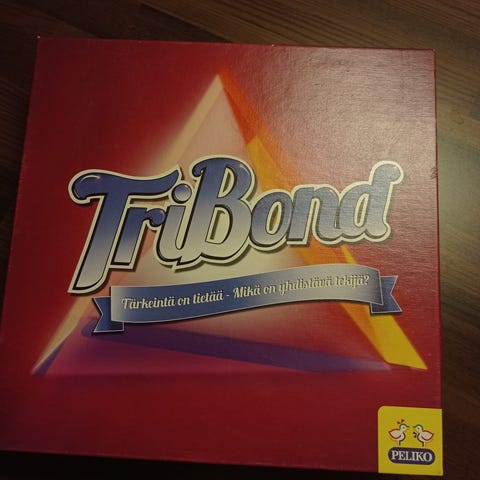 TriBond
Tärkeintä on tietää - Mikä on yhdistävä tekijä?
PELIKO